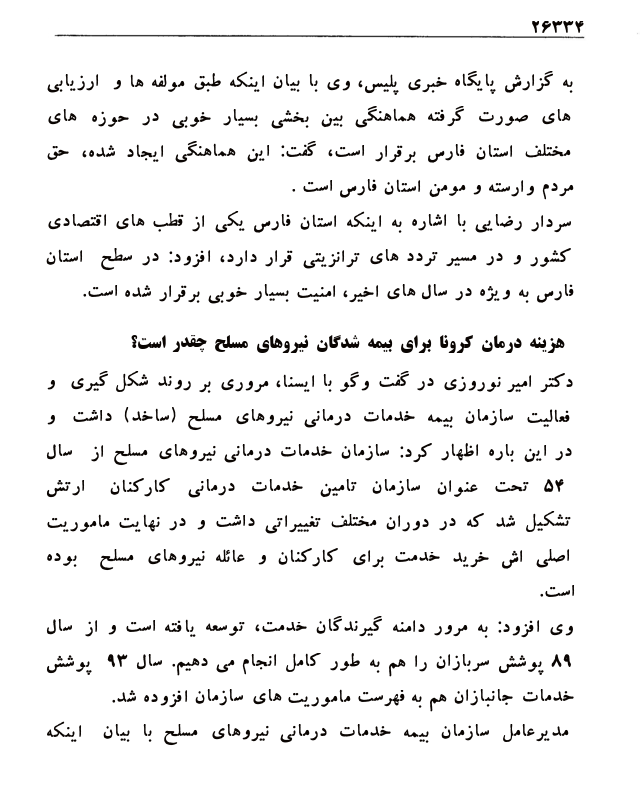 ۲۶۳۳۴
به گزارش پایگاه خبری پلیس، وی با بیان اینکه طبق مولفه ها و ارزیابی
های صورت گرفته هماهنگی بین بخشی بسیار خوبی در حوزه های
مختلف استان فارس برقرار است، گفت: این هماهنگی ایجاد شده، حق
مردم وارسته و مومن استان فارس است .
سردار رضایی با اشاره به اینکه استان فارس یکی از قطب های اقتصادی
کشور و در مسیر تردد های ترانزیتی قرار دارد، افزود: در سطح استان
فارس به ویژه در سال های اخیر، امنیت بسیار خوبی برقرار شده است.
هزینه درمان کرونا برای بیمه شدگان نیروهای مسلح چقدر است؟
دکتر امیر نوروزی در گفت وگو با ایسنا، مروری بر روند شکل گیری و
فعالیت سازمان بیمه خدمات درمانی نیروهای مسلح (ساخد) داشت و
در این باره اظهار کرد: سازمان خدمات درمانی نیروهای مسلح از سال
۵۴ تحت عنوان سازمان تامین خدمات درمانی کارکنان ارتش
تشکیل شد که در دوران مختلف تغییراتی داشت و در نهایت ماموریت
اصلی اش خرید خدمت برای کارکنان و عائله نیروهای مسلح بوده
است.
وی افزود: به مرور دامنه گیرندگان خدمت، توسعه یافته است و از سال
۸۹ پوشش سربازان را هم به طور کامل انجام می دهیم. سال ۹۳ پوشش
خدمات جانبازان هم به فهرست ماموریت های سازمان افزوده شد.
مدیرعامل سازمان بیمه خدمات درمانی نیروهای مسلح با بیان اینکه